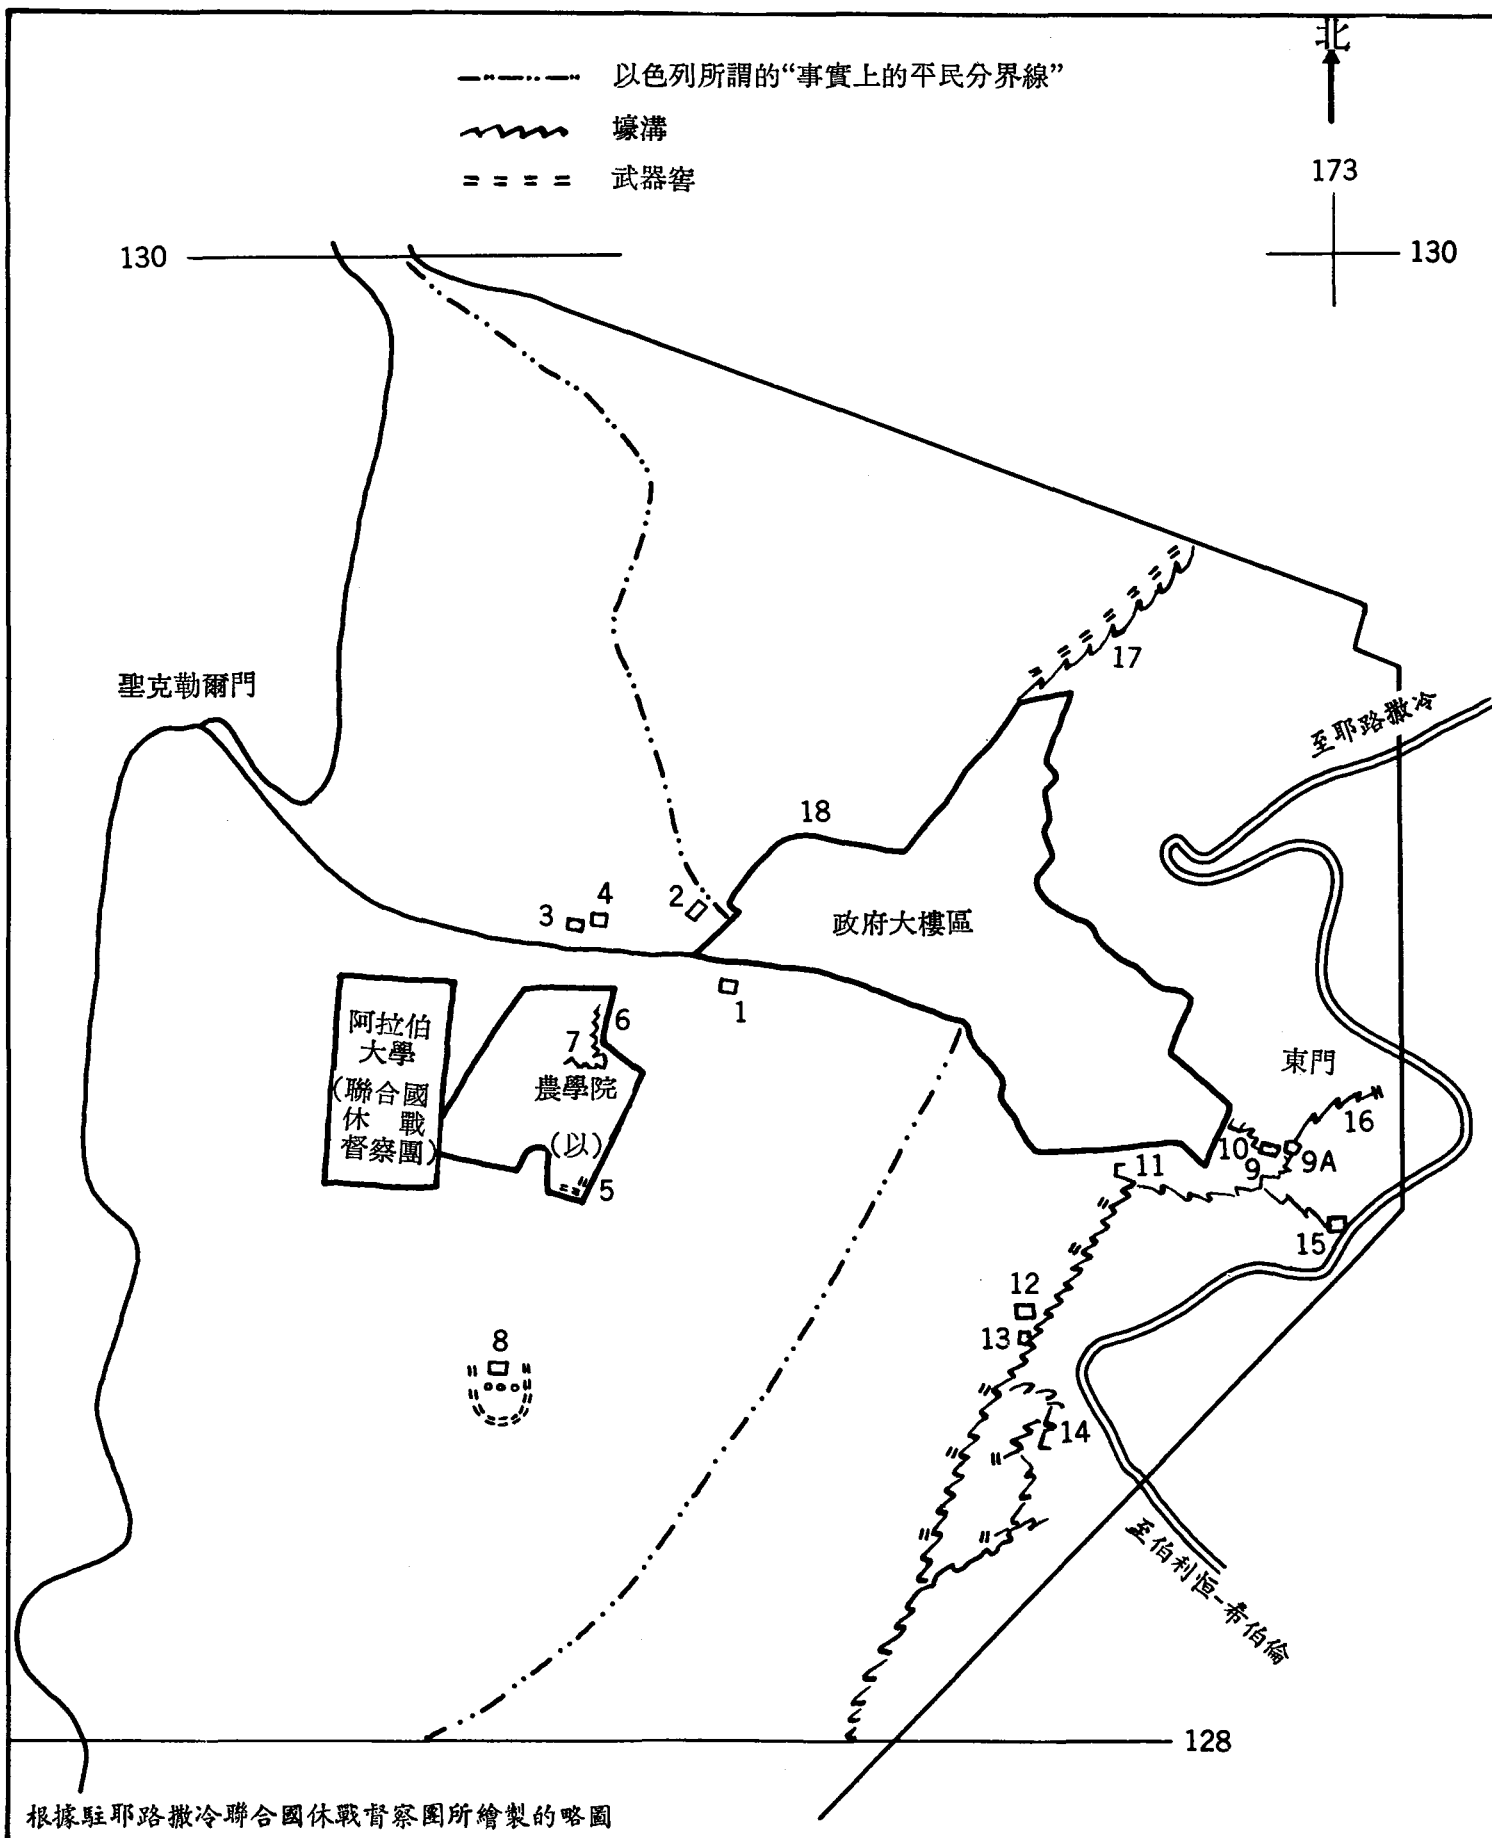 北
以色列所謂的“事實上的平民分界線”
壕溝
武器窖
173
130
130
聖克勒爾門
17
至耶路撒冷
18
2
4
3
政府大樓區
1
阿拉伯
大學
(聯合國
休戰
督察團)
6
7
農學院
(以)
5
東門
16
10
9
9A
11
15
12
13
8
14
至伯利恒-希伯倫
128
根據駐耶路撒冷聯合國休戰督察團所繪製的略圖